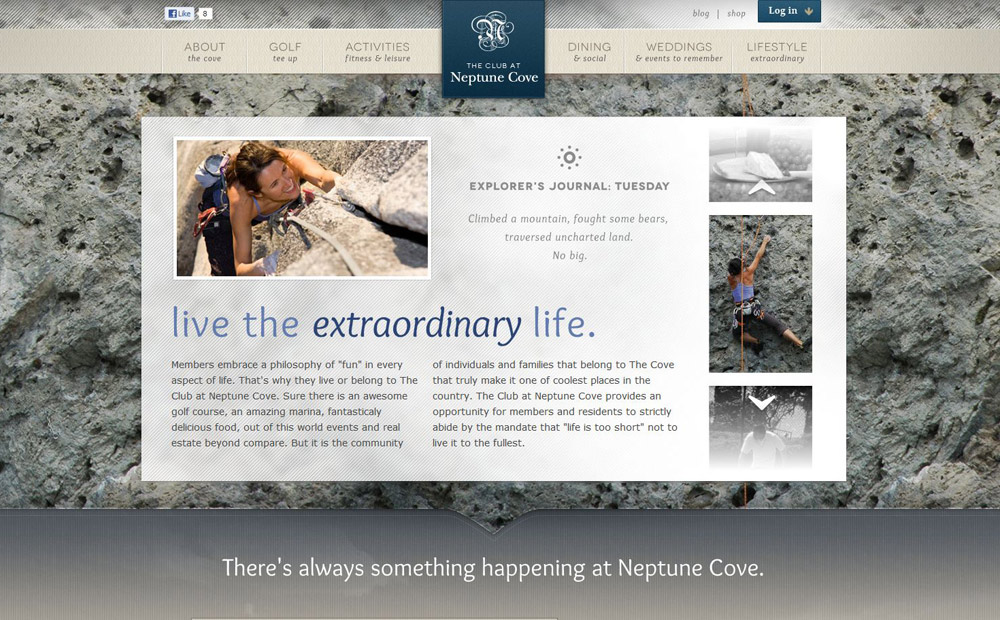 Like 8
blog | shop
Log in
ABOUT
the cove
GOLF
tee up
ACTIVITIES
fitness & leisure
THE CLUB AT
Neptune Cove
DINING
& social
WEDDINGS
& events to remember
LIFESTYLE
extraordinary
EXPLORER'S JOURNAL: TUESDAY
Climbed a mountain, fought some bears,
traversed uncharted land.
No big.
live the extraordinary life.
Members embrace a philosophy of "fun" in every
aspect of life. That's why they live or belong to The
Club at Neptune Cove. Sure there is an awesome
golf course, an amazing marina, fantasticaly
delicious food, out of this world events and real
estate beyond compare. But it is the community
of individuals and families that belong to The Cove
that truly make it one of coolest places in the
country. The Club at Neptune Cove provides an
opportunity for members and residents to strictly
abide by the mandate that "life is too short" not to
live it to the fullest.
There's always something happening at Neptune Cove.